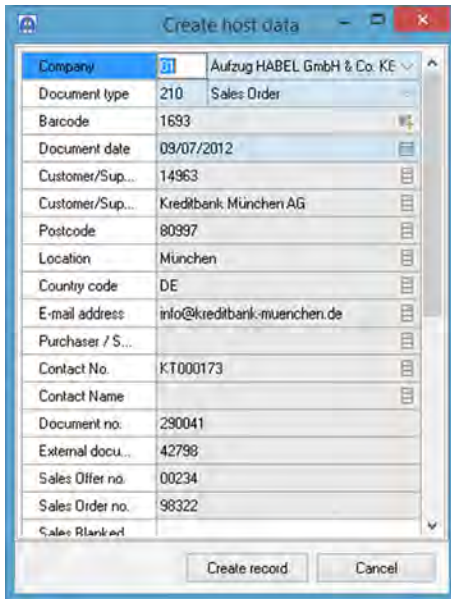 Create host data
Company 01 Aufzug HABEL GmbH & Co. KG
Document type 210 Sales Order
Barcode 1693
Document date 09/07/2012
Customer/Sup... 14963
Customer/Sup... Kreditbank München AG
Postcode 80997
Location München
Country code DE
E-mail address info@kreditbank-muenchen.de
Purchaser / S...
Contact No. KT000173
Contact Name
Document no. 290041
External docu... 42798
Sales Offer no. 00234
Sales Order no. 98322
Sales Blanked
Create record Cancel